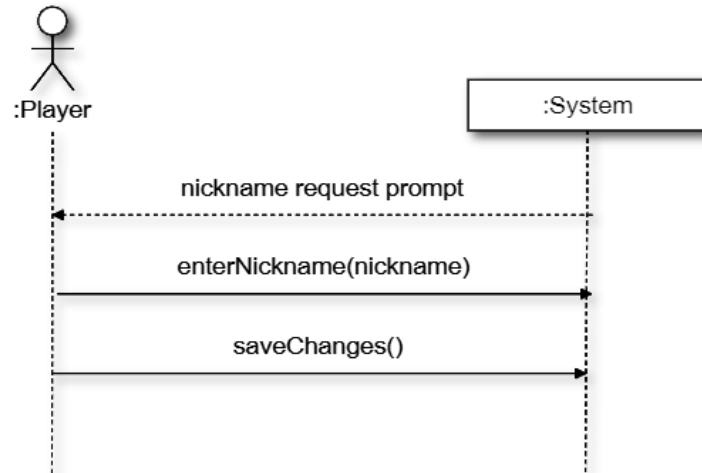 :Player
:System
nickname request prompt
enterNickname(nickname)
saveChanges()